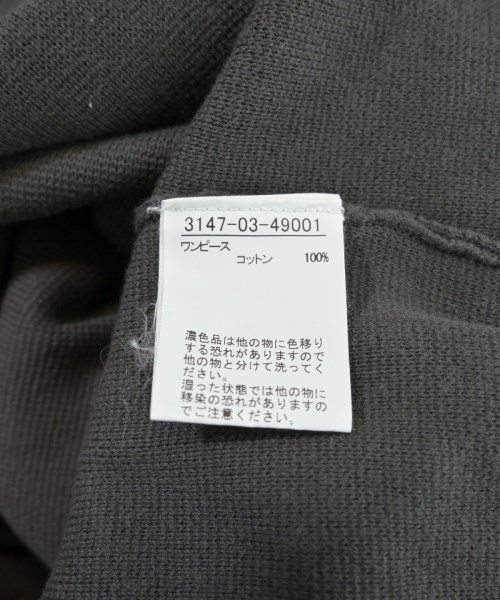 3147-03-49001
ワンピース
コットン 100%
濃色品は他の物に色移り
する恐れがありますので
他の物と分けて洗ってく
ださい。
湿った状態では他の物に
移染の恐れがありますの
でご注意ください。